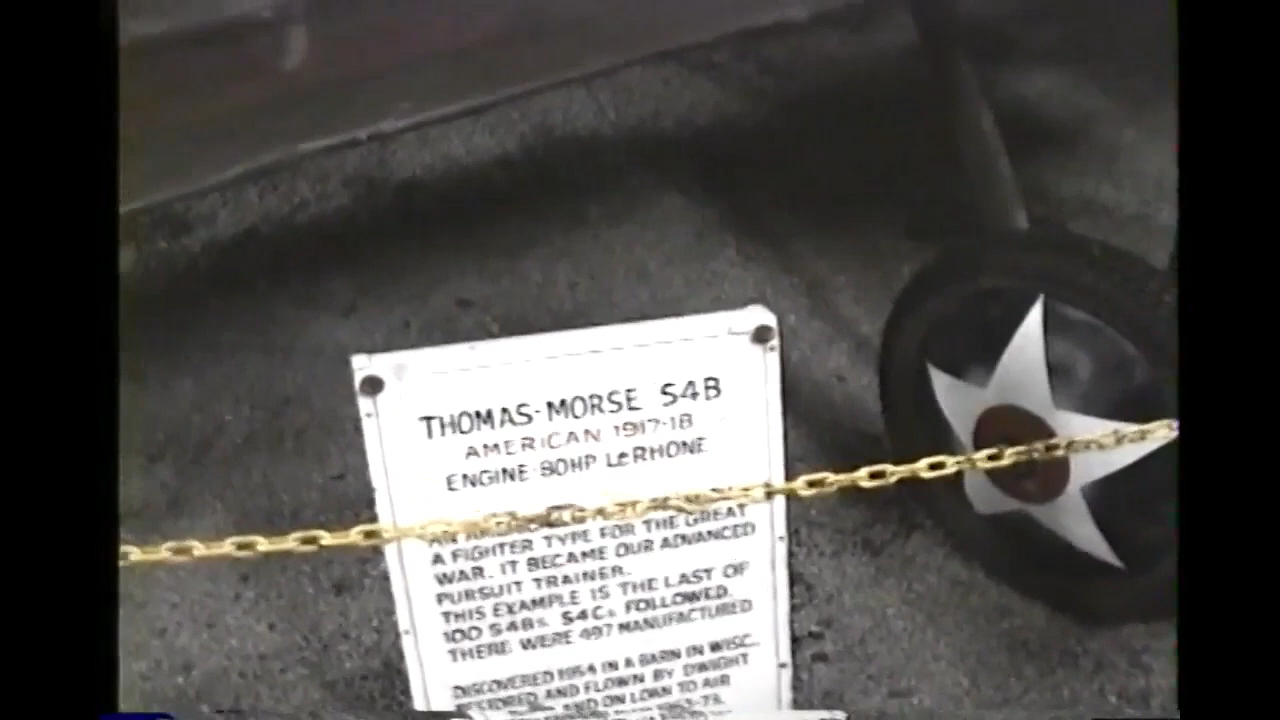 THOMAS-MORSE S4B
AMERICAN 1917-18
ENGINE-80HP LeRHONE
AN
A FIGHTER TYPE FOR THE GREAT
WAR. IT BECAME OUR ADVANCED
PURSUIT TRAINER.
THIS EXAMPLE IS THE LAST OF
100 S4Bs. S4Cs FOLLOWED.
THERE WERE 497 MANUFACTURED
DISCOVERED 1954 IN A BARN IN WISC.
RESTORED AND FLOWN BY DWIGHT
AND ON LOAN TO AIR